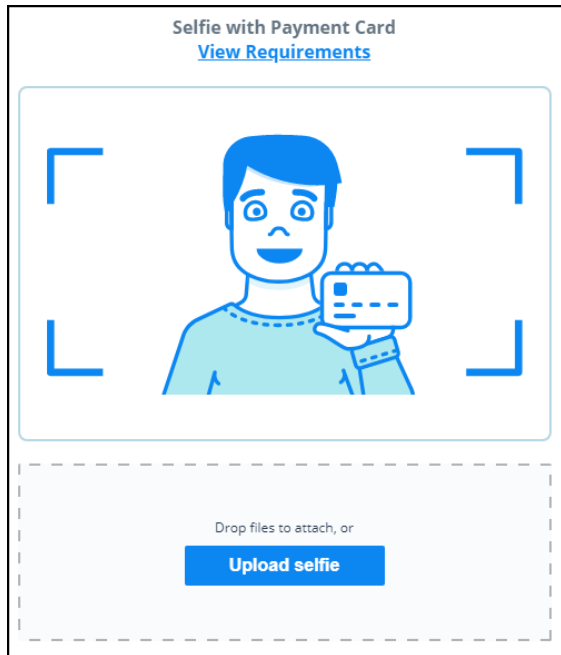 Selfie with Payment Card
View Requirements
Drop files to attach, or
Upload selfie